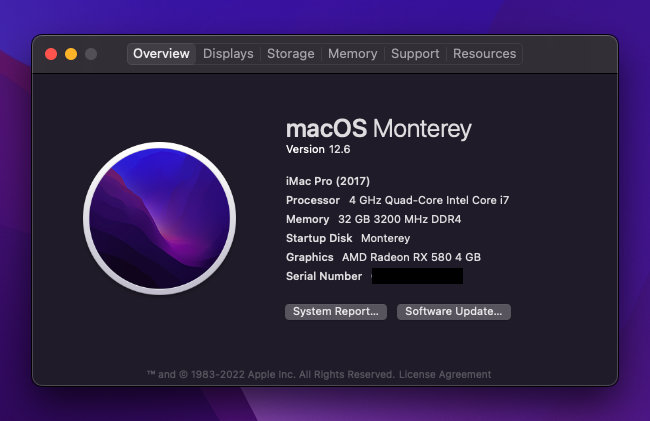 Overview Displays Storage Memory Support Resources
macOS Monterey
Version 12.6
iMac Pro (2017)
Processor 4 GHz Quad-Core Intel Core i7
Memory 32 GB 3200 MHz DDR4
Startup Disk Monterey
Graphics AMD Radeon RX 580 4 GB
Serial Number
System Report... Software Update...
™ and © 1983-2022 Apple Inc. All Rights Reserved. License Agreement